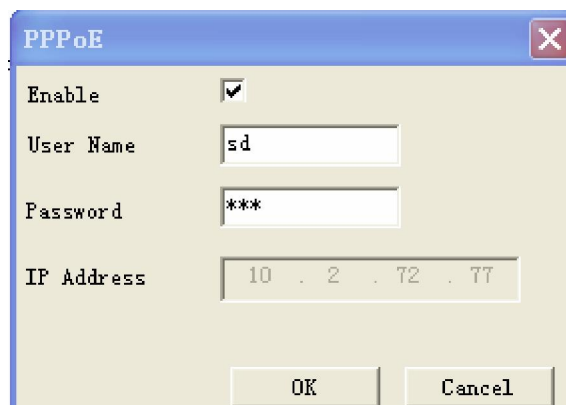 PPPoE
Enable
User Name sd
Password ***
IP Address 10 . 2 . 72 . 77
OK Cancel